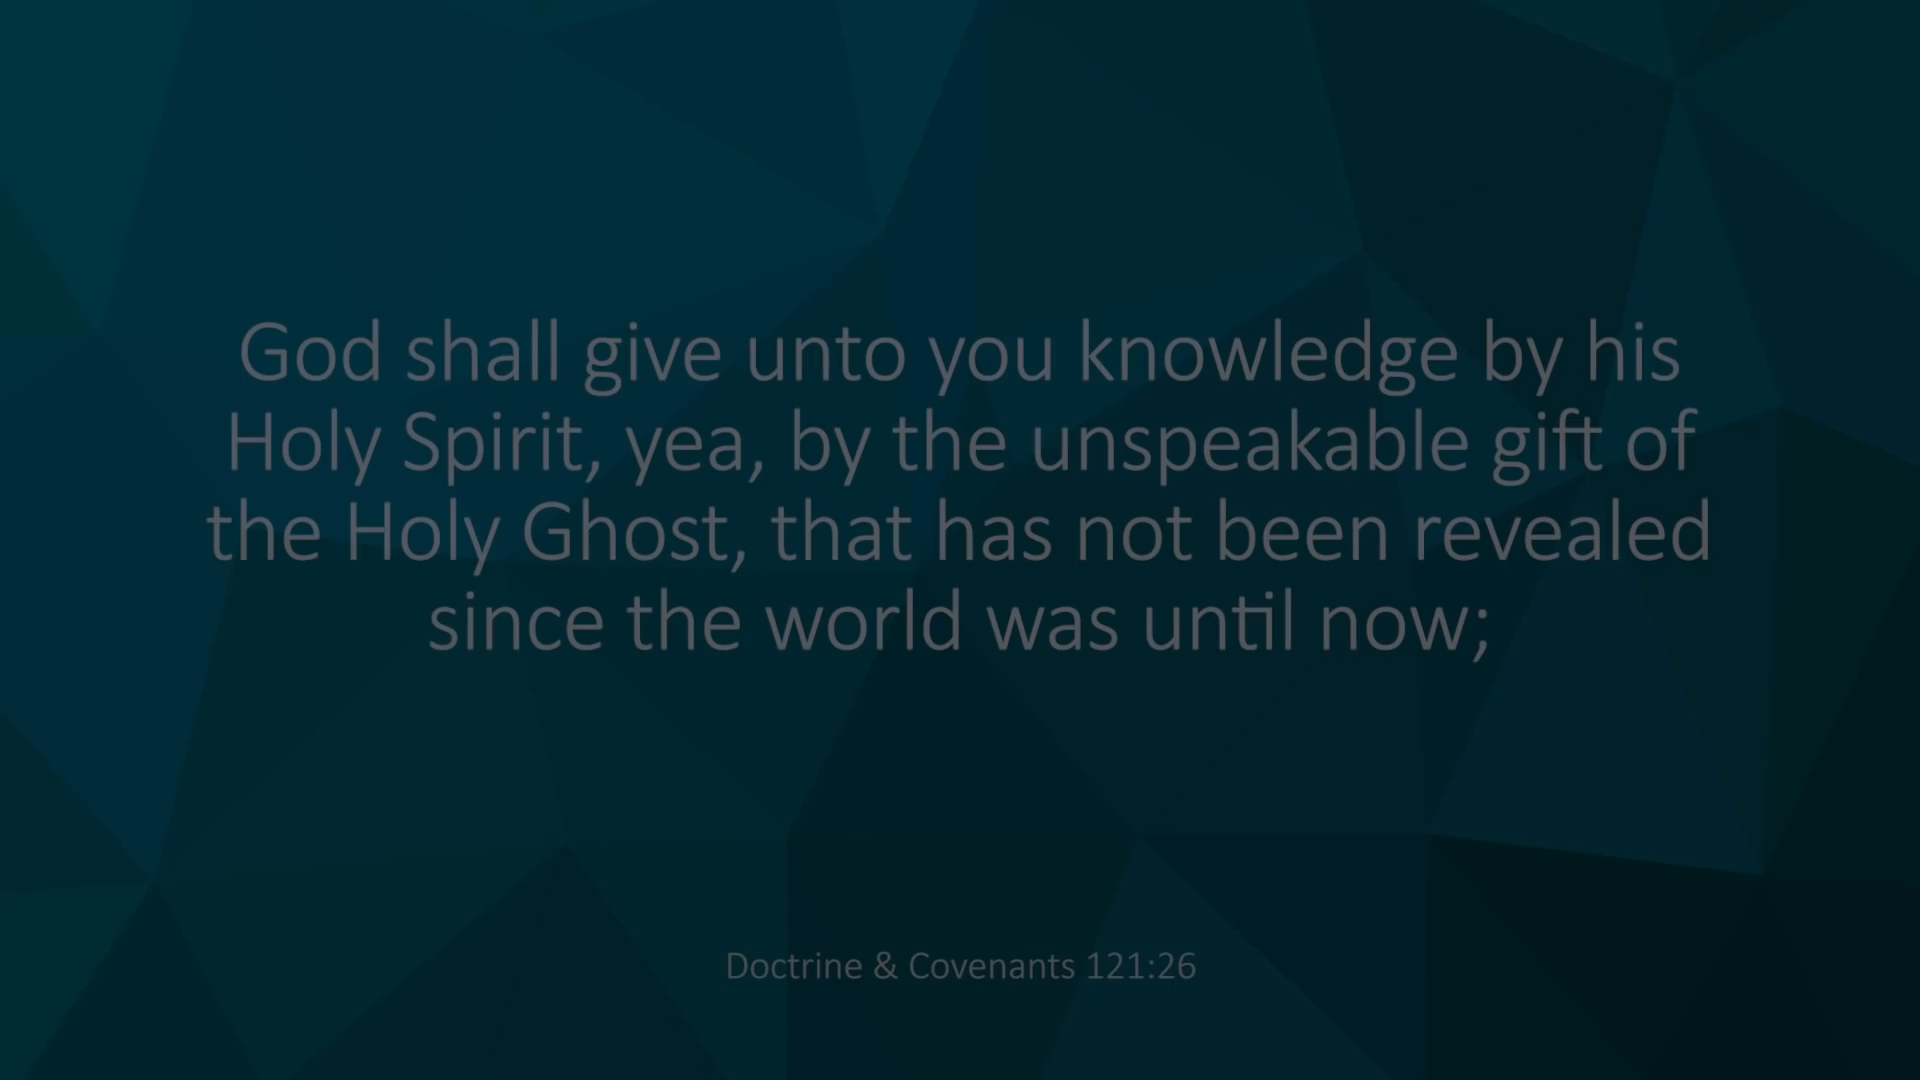 God shall give unto you knowledge by his
Holy Spirit, yea, by the unspeakable gift of
the Holy Ghost, that has not been revealed
since the world was until now;
Doctrine & Covenants 121:26